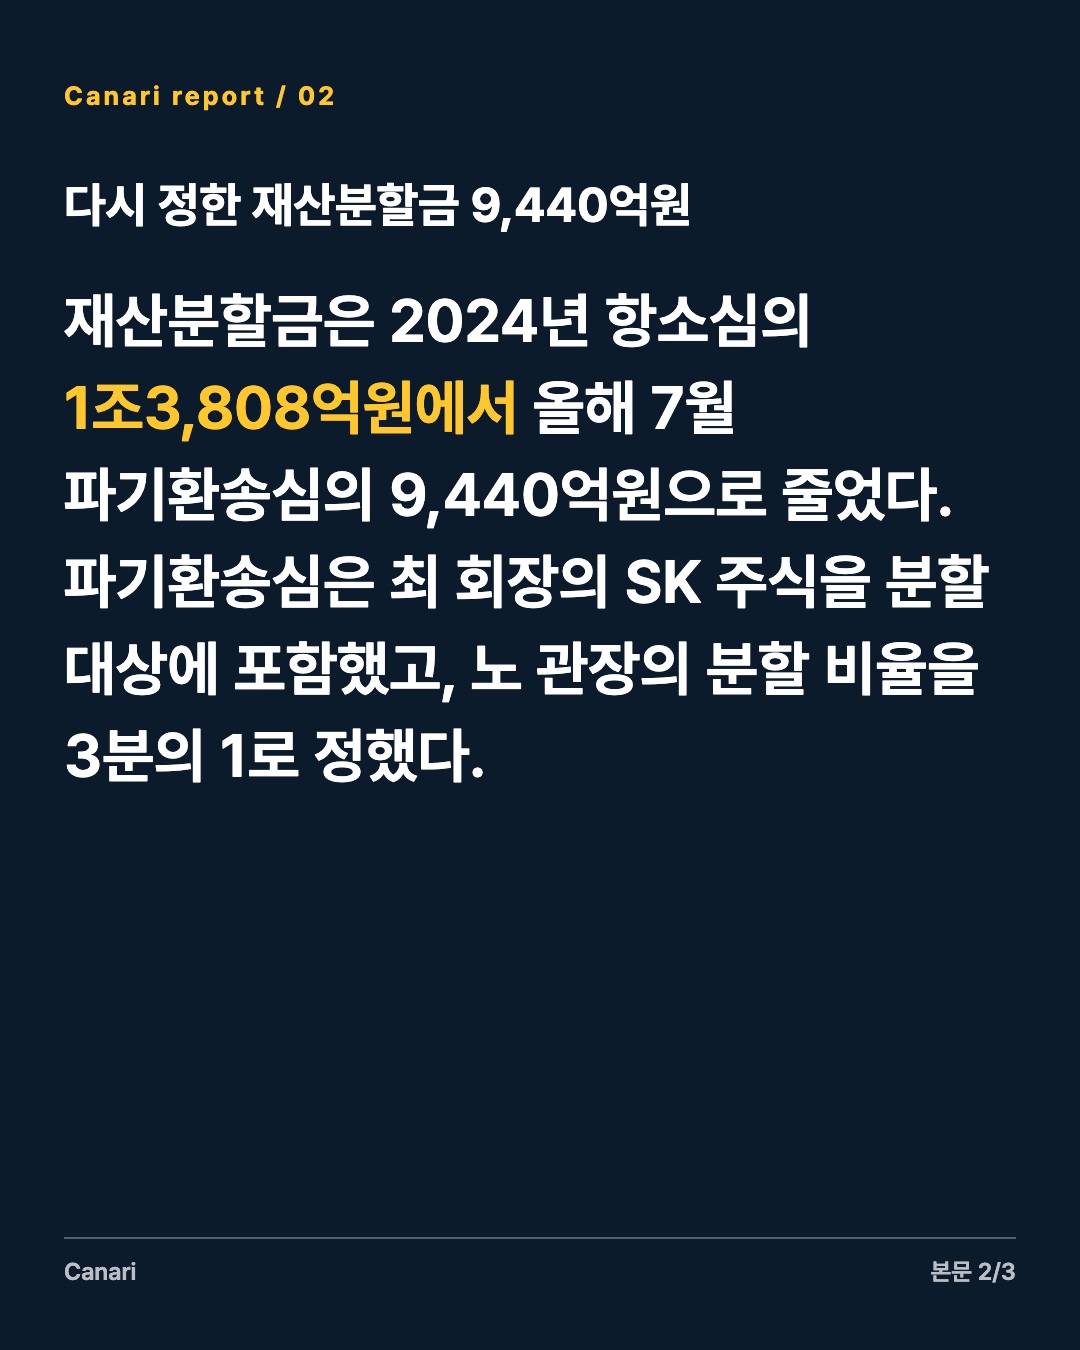 Canari report / 02
다시 정한 재산분할금 9,440억원
재산분할금은 2024년 항소심의
1조3,808억원에서 올해 7월
파기환송심의 9,440억원으로 줄었다.
파기환송심은 최 회장의 SK 주식을 분할
대상에 포함했고, 노 관장의 분할 비율을
3분의 1로 정했다.
Canari
본문 2/3